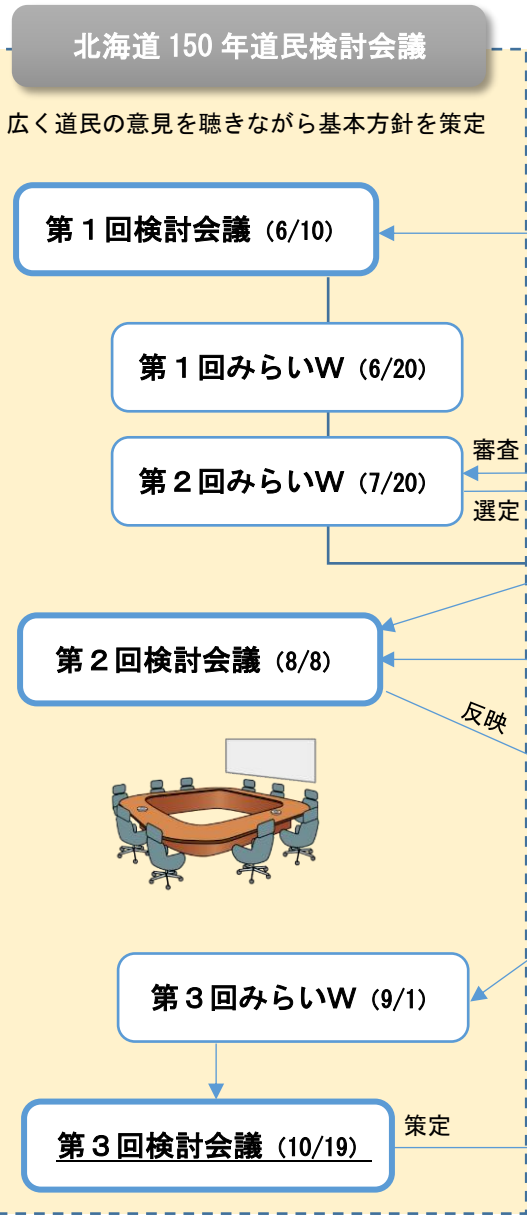 北海道 150 年道民検討会議
広く道民の意見を聴きながら基本方針を策定
第１回検討会議（6/10）
第１回みらいＷ（6/20）
第２回みらいＷ（7/20）
審査
選定
第２回検討会議（8/8）
反映
第３回みらいＷ（9/1）
第３回検討会議（10/19）
策定